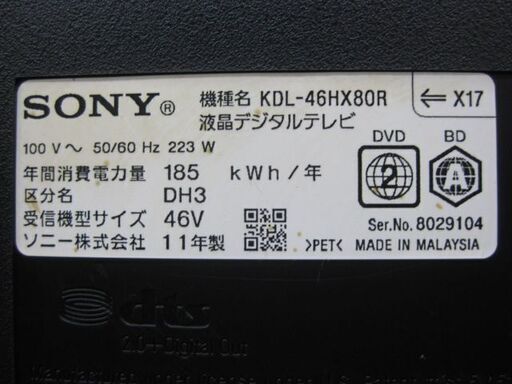 SONY® 機種名 KDL-46HX80R ⇐ X17
液晶デジタルテレビ
100 V～ 50/60 Hz 223 W DVD BD
年間消費電力量 185 kWh/年 2 A
区分名 DH3
受信機型サイズ 46V Ser.No. 8029104
ソニー株式会社 11年製 >PET< MADE IN MALAYSIA
dts
2.0+Digital Out